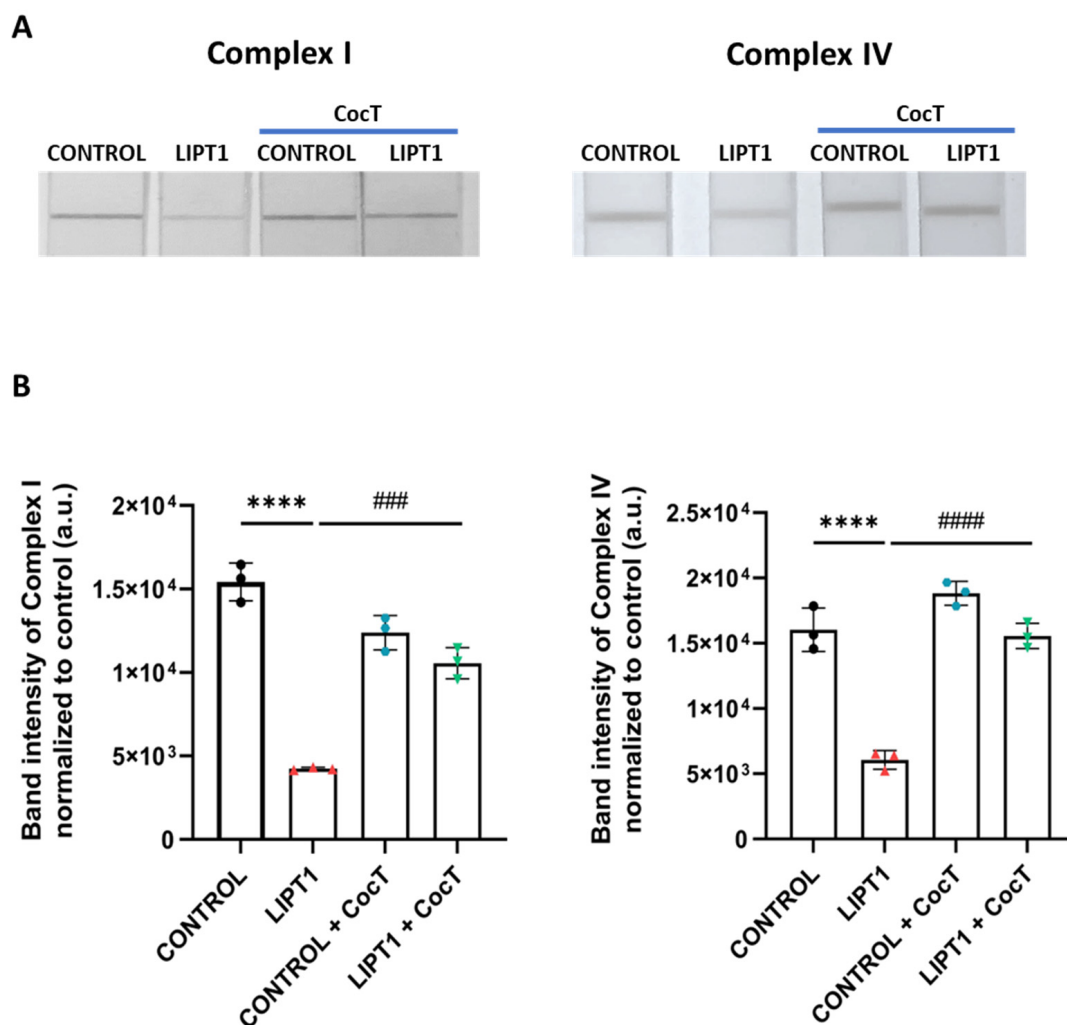 A
Complex I
Complex IV
CocT
CONTROL LIPT1 CONTROL LIPT1
CocT
CONTROL LIPT1 CONTROL LIPT1
B
Band intensity of Complex I
normalized to control (a.u.)
2×10⁴
1.5×10⁴
1×10⁴
5×10³
0
**** ###
CONTROL
LIPT1
CONTROL + CocT
LIPT1 + CocT
Band intensity of Complex IV
normalized to control (a.u.)
2.5×10⁴
2×10⁴
1.5×10⁴
1×10⁴
5×10³
0
**** ####
CONTROL
LIPT1
CONTROL + CocT
LIPT1 + CocT